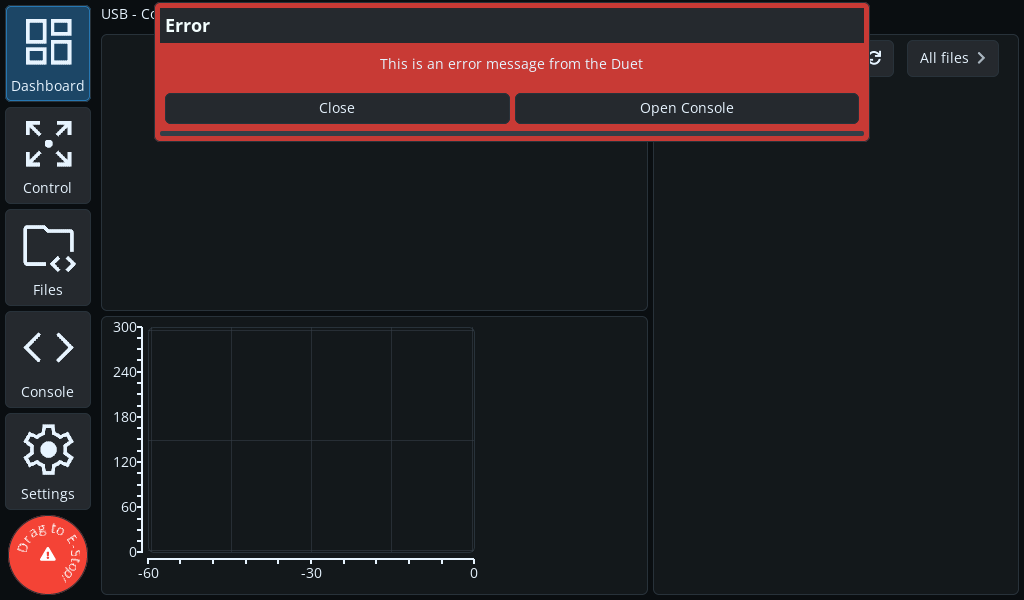 Dashboard
Control
Files
Console
Settings
Drag to E-Stop!
USB - Co
Error
This is an error message from the Duet
Close
Open Console
All files
300
240
180
120
60
0
-60
-30
0